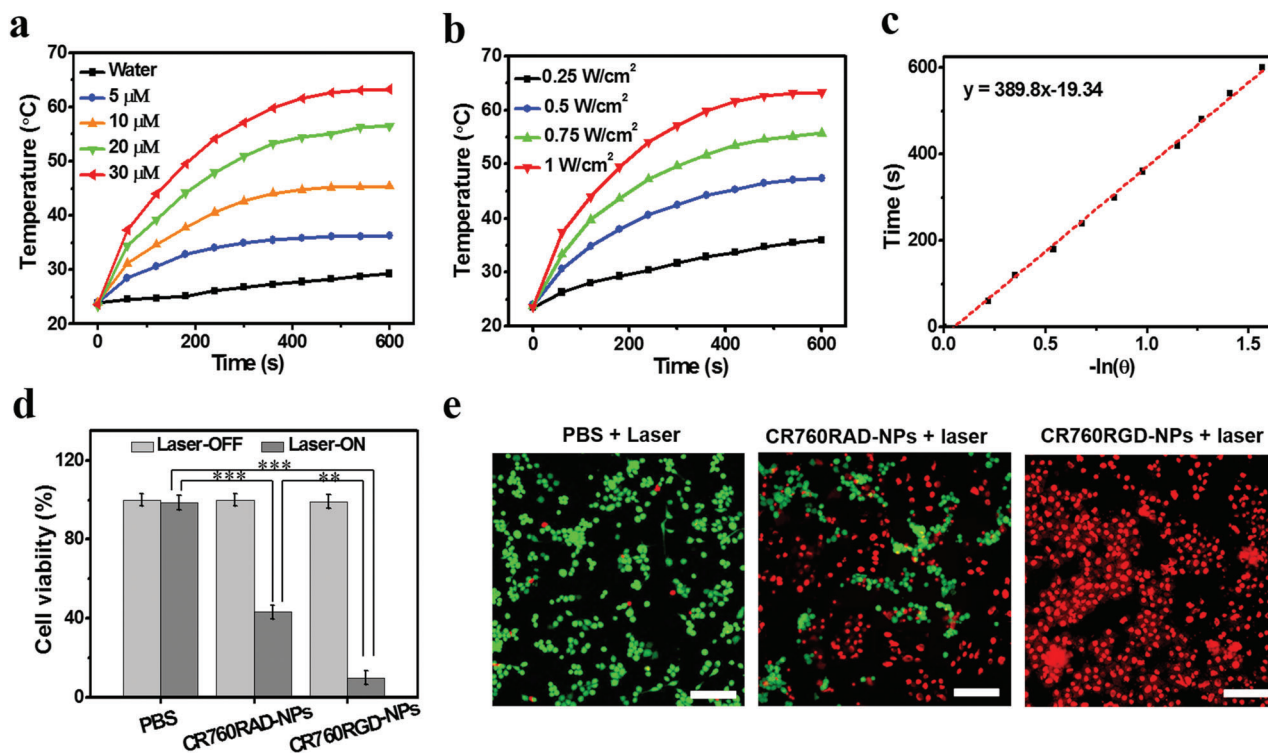 a
Temperature (°C)
70
60
50
40
30
20
Water
5 μM
10 μM
20 μM
30 μM
0
200
400
600
Time (s)
b
Temperature (°C)
70
60
50
40
30
20
0.25 W/cm²
0.5 W/cm²
0.75 W/cm²
1 W/cm²
0
200
400
600
Time (s)
c
Time (s)
600
400
200
0
y = 389.8x-19.34
0.0
0.5
1.0
1.5
-ln(θ)
d
Cell viability (%)
120
80
40
0
Laser-OFF
Laser-ON
***
***
**
PBS
CR760RAD-NPs
CR760RGD-NPs
e
PBS + Laser
CR760RAD-NPs + laser
CR760RGD-NPs + laser